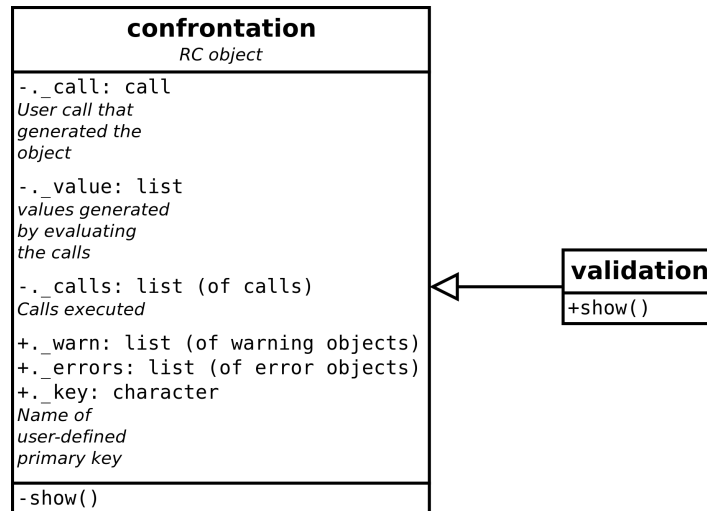 confrontation
RC object
-._call: call
User call that
generated the
object
-._value: list
values generated
by evaluating
the calls
-._calls: list (of calls)
Calls executed
+._warn: list (of warning objects)
+._errors: list (of error objects)
+._key: character
Name of
user-defined
primary key
-show()
validation
+show()